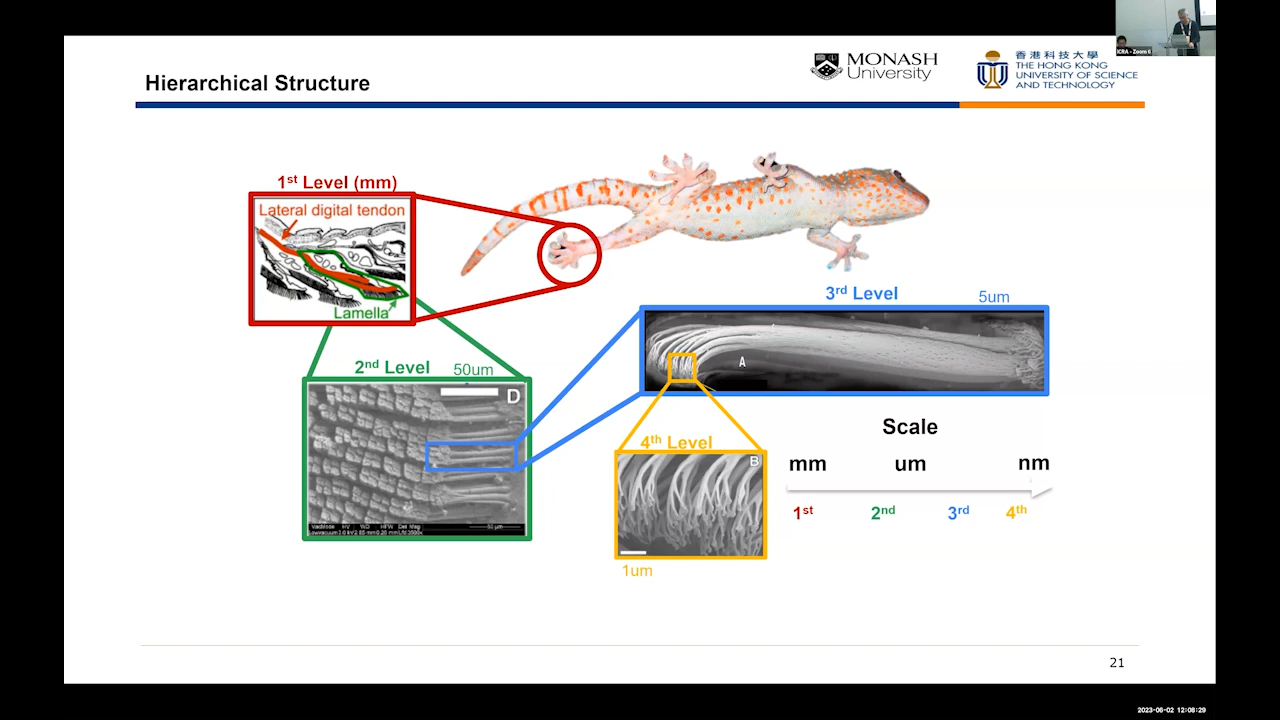 ICRA - Zoom 6
MONASH
University
香港科技大學
THE HONG KONG
UNIVERSITY OF SCIENCE
AND TECHNOLOGY
Hierarchical Structure
1st Level (mm)
Lateral digital tendon
Lamella
3rd Level
5um
A
2nd Level
50um
D
4th Level
B
1um
Scale
mm um nm
1st 2nd 3rd 4th
21
2023-06-02 12:08:29